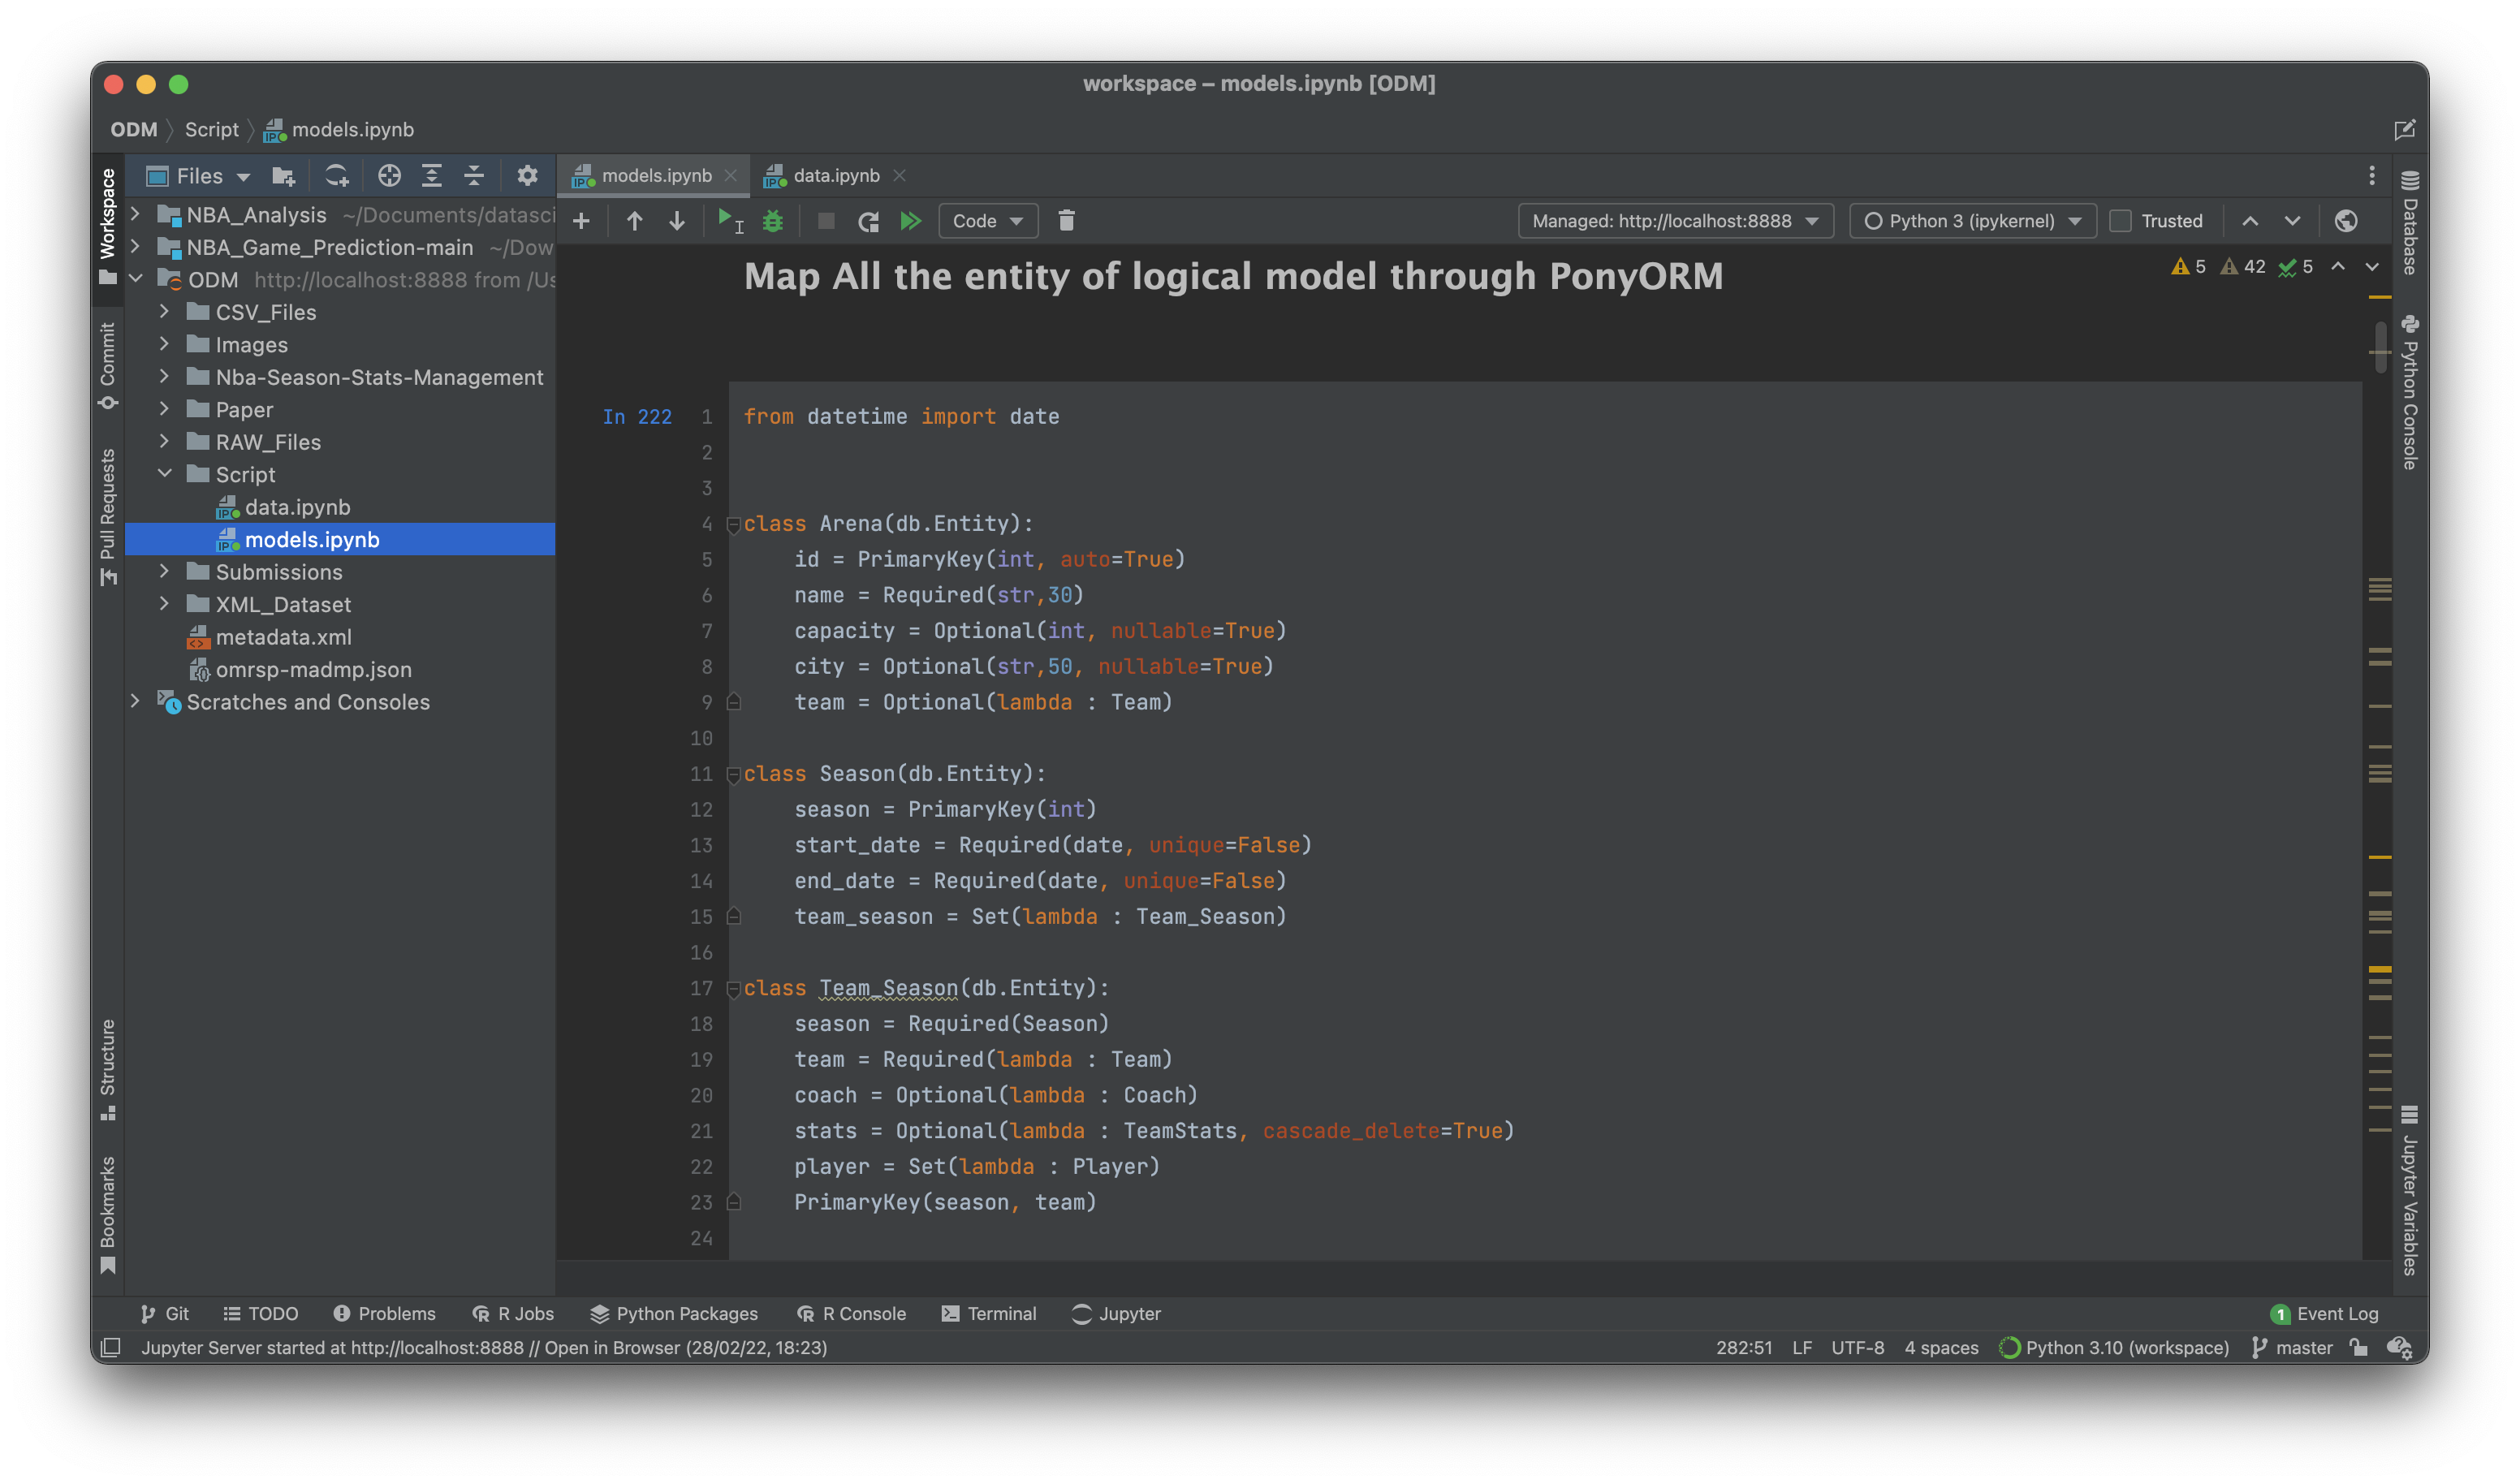 workspace – models.ipynb [ODM]
ODM Script models.ipynb
Files
models.ipynb
data.ipynb
Code
Managed: http://localhost:8888
Python 3 (ipykernel)
Trusted
Workspace
Commit
Pull Requests
Structure
Bookmarks
NBA_Analysis ~/Documents/datasci
NBA_Game_Prediction-main ~/Dow
ODM http://localhost:8888 from /Us
CSV_Files
Images
Nba-Season-Stats-Management
Paper
RAW_Files
Script
data.ipynb
models.ipynb
Submissions
XML_Dataset
metadata.xml
omrsp-madmp.json
Scratches and Consoles
Map All the entity of logical model through PonyORM
5 42 5
In 222
1 from datetime import date
2
3
4 class Arena(db.Entity):
5     id = PrimaryKey(int, auto=True)
6     name = Required(str,30)
7     capacity = Optional(int, nullable=True)
8     city = Optional(str,50, nullable=True)
9     team = Optional(lambda : Team)
10
11 class Season(db.Entity):
12     season = PrimaryKey(int)
13     start_date = Required(date, unique=False)
14     end_date = Required(date, unique=False)
15     team_season = Set(lambda : Team_Season)
16
17 class Team_Season(db.Entity):
18     season = Required(Season)
19     team = Required(lambda : Team)
20     coach = Optional(lambda : Coach)
21     stats = Optional(lambda : TeamStats, cascade_delete=True)
22     player = Set(lambda : Player)
23     PrimaryKey(season, team)
24
Database
Python Console
Jupyter Variables
Git TODO Problems R Jobs Python Packages R Console Terminal Jupyter 1 Event Log
Jupyter Server started at http://localhost:8888 // Open in Browser (28/02/22, 18:23) 282:51 LF UTF-8 4 spaces Python 3.10 (workspace) master